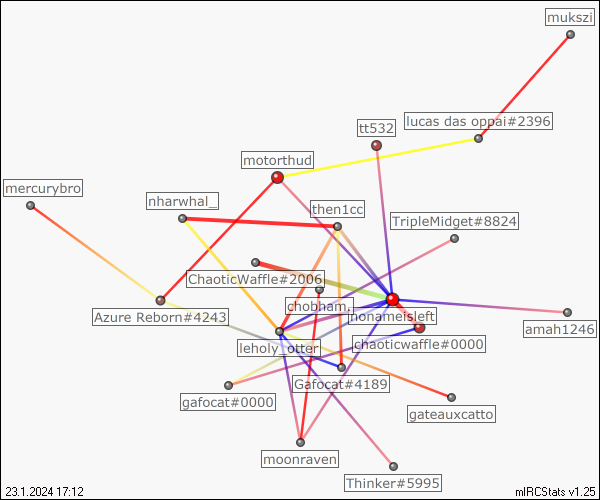 mukszi
lucas das oppai#2396
tt532
motorthud
mercurybro
nharwhal_
then1cc
TripleMidget#8824
ChaoticWaffle#2006
chobham.
nonameisleft
Azure Reborn#4243
amah1246
leholy_otter
chaoticwaffle#0000
Gafocat#4189
gafocat#0000
gateauxcatto
moonraven
Thinker#5995
23.1.2024 17:12
mIRCStats v1.25